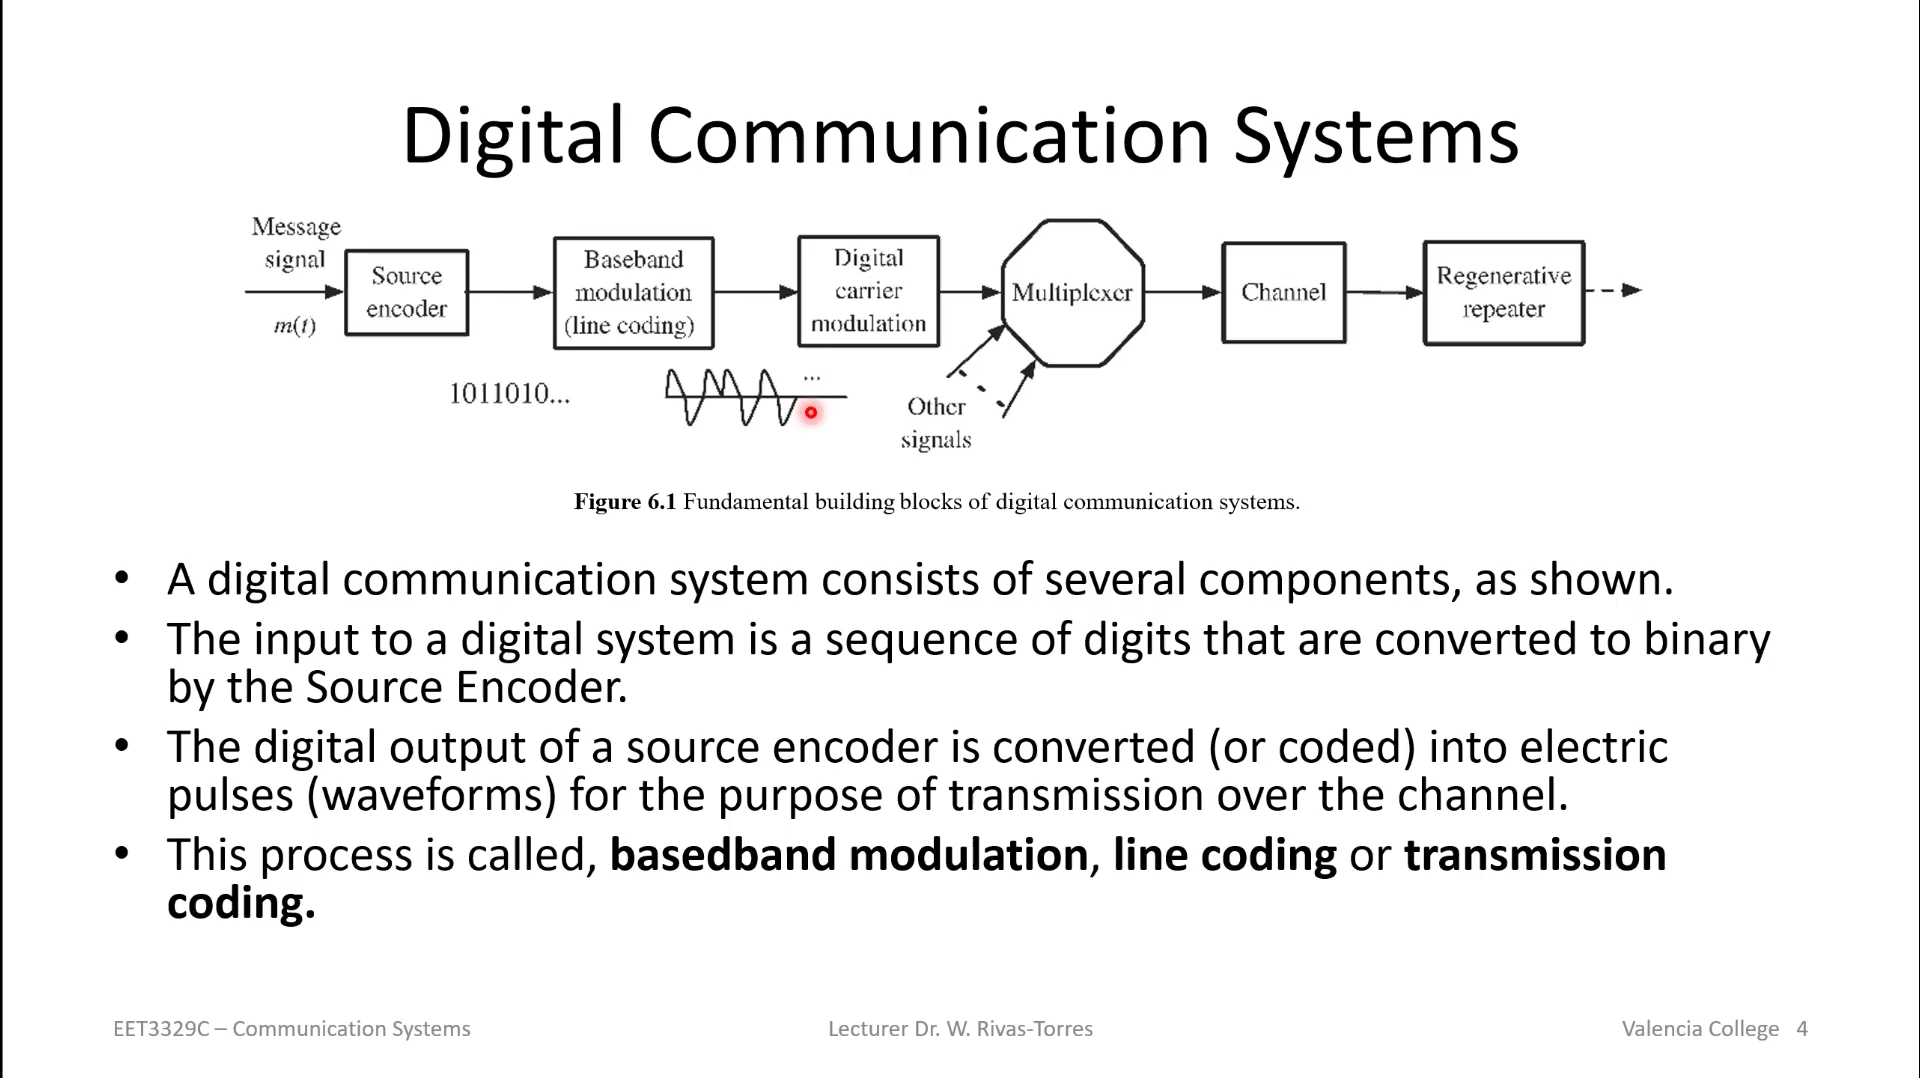 Digital Communication Systems
Message
signal
m(t)
Source
encoder
Baseband
modulation
(line coding)
Digital
carrier
modulation
Multiplexer
Channel
Regenerative
repeater
1011010...
...
Other
signals
Figure 6.1 Fundamental building blocks of digital communication systems.
• A digital communication system consists of several components, as shown.
• The input to a digital system is a sequence of digits that are converted to binary
by the Source Encoder.
• The digital output of a source encoder is converted (or coded) into electric
pulses (waveforms) for the purpose of transmission over the channel.
• This process is called, basedband modulation, line coding or transmission
coding.
EET3329C – Communication Systems
Lecturer Dr. W. Rivas-Torres
Valencia College 4